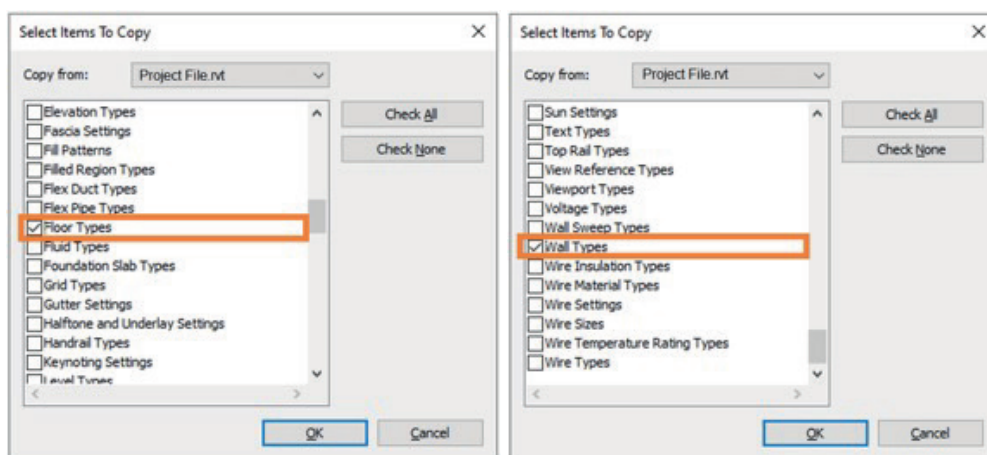 Select Items To Copy
Copy from: Project File.rvt
Elevation Types
Fascia Settings
Fill Patterns
Filled Region Types
Flex Duct Types
Flex Pipe Types
Floor Types
Fluid Types
Foundation Slab Types
Grid Types
Gutter Settings
Halftone and Underlay Settings
Handrail Types
Keynoting Settings
Level Types
Check All
Check None
OK Cancel
Select Items To Copy
Copy from: Project File.rvt
Sun Settings
Text Types
Top Rail Types
View Reference Types
Viewport Types
Voltage Types
Wall Sweep Types
Wall Types
Wire Insulation Types
Wire Material Types
Wire Settings
Wire Sizes
Wire Temperature Rating Types
Wire Types
Check All
Check None
OK Cancel